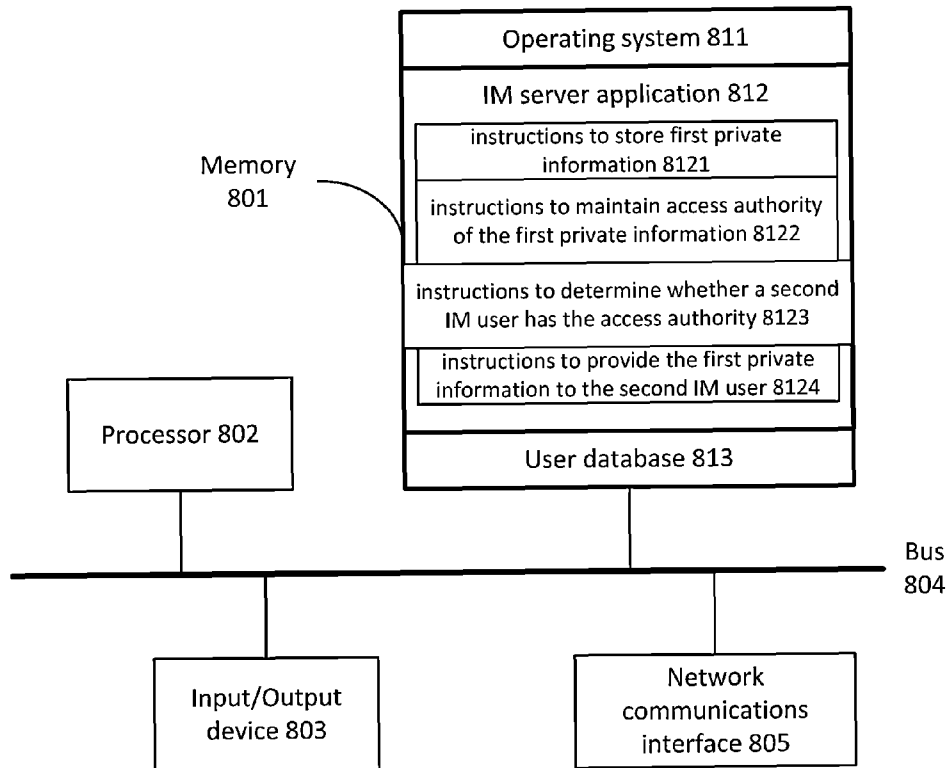 Operating system 811
IM server application 812
instructions to store first private
information 8121
Memory
801
instructions to maintain access authority
of the first private information 8122
instructions to determine whether a second
IM user has the access authority 8123
instructions to provide the first private
information to the second IM user 8124
Processor 802
User database 813
Bus
804
Input/Output
device 803
Network
communications
interface 805